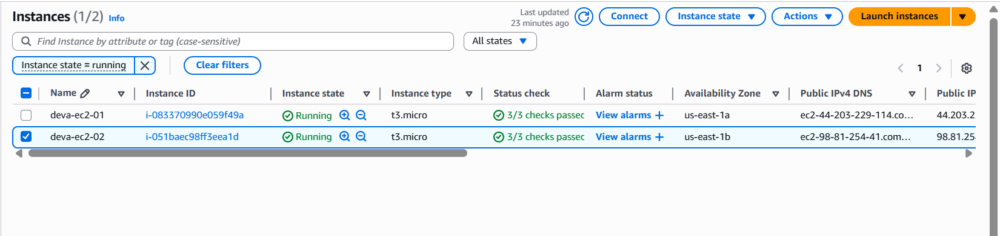 Instances (1/2) Info
Last updated
23 minutes ago
Connect
Instance state
Actions
Launch instances
Find Instance by attribute or tag (case-sensitive)
All states
Instance state = running
Clear filters
1
Name Instance ID Instance state Instance type Status check Alarm status Availability Zone Public IPv4 DNS Public IP
deva-ec2-01 i-083370990e059f49a Running t3.micro 3/3 checks passec View alarms + us-east-1a ec2-44-203-229-114.co… 44.203.2
deva-ec2-02 i-051baec98ff3eea1d Running t3.micro 3/3 checks passec View alarms + us-east-1b ec2-98-81-254-41.com… 98.81.25